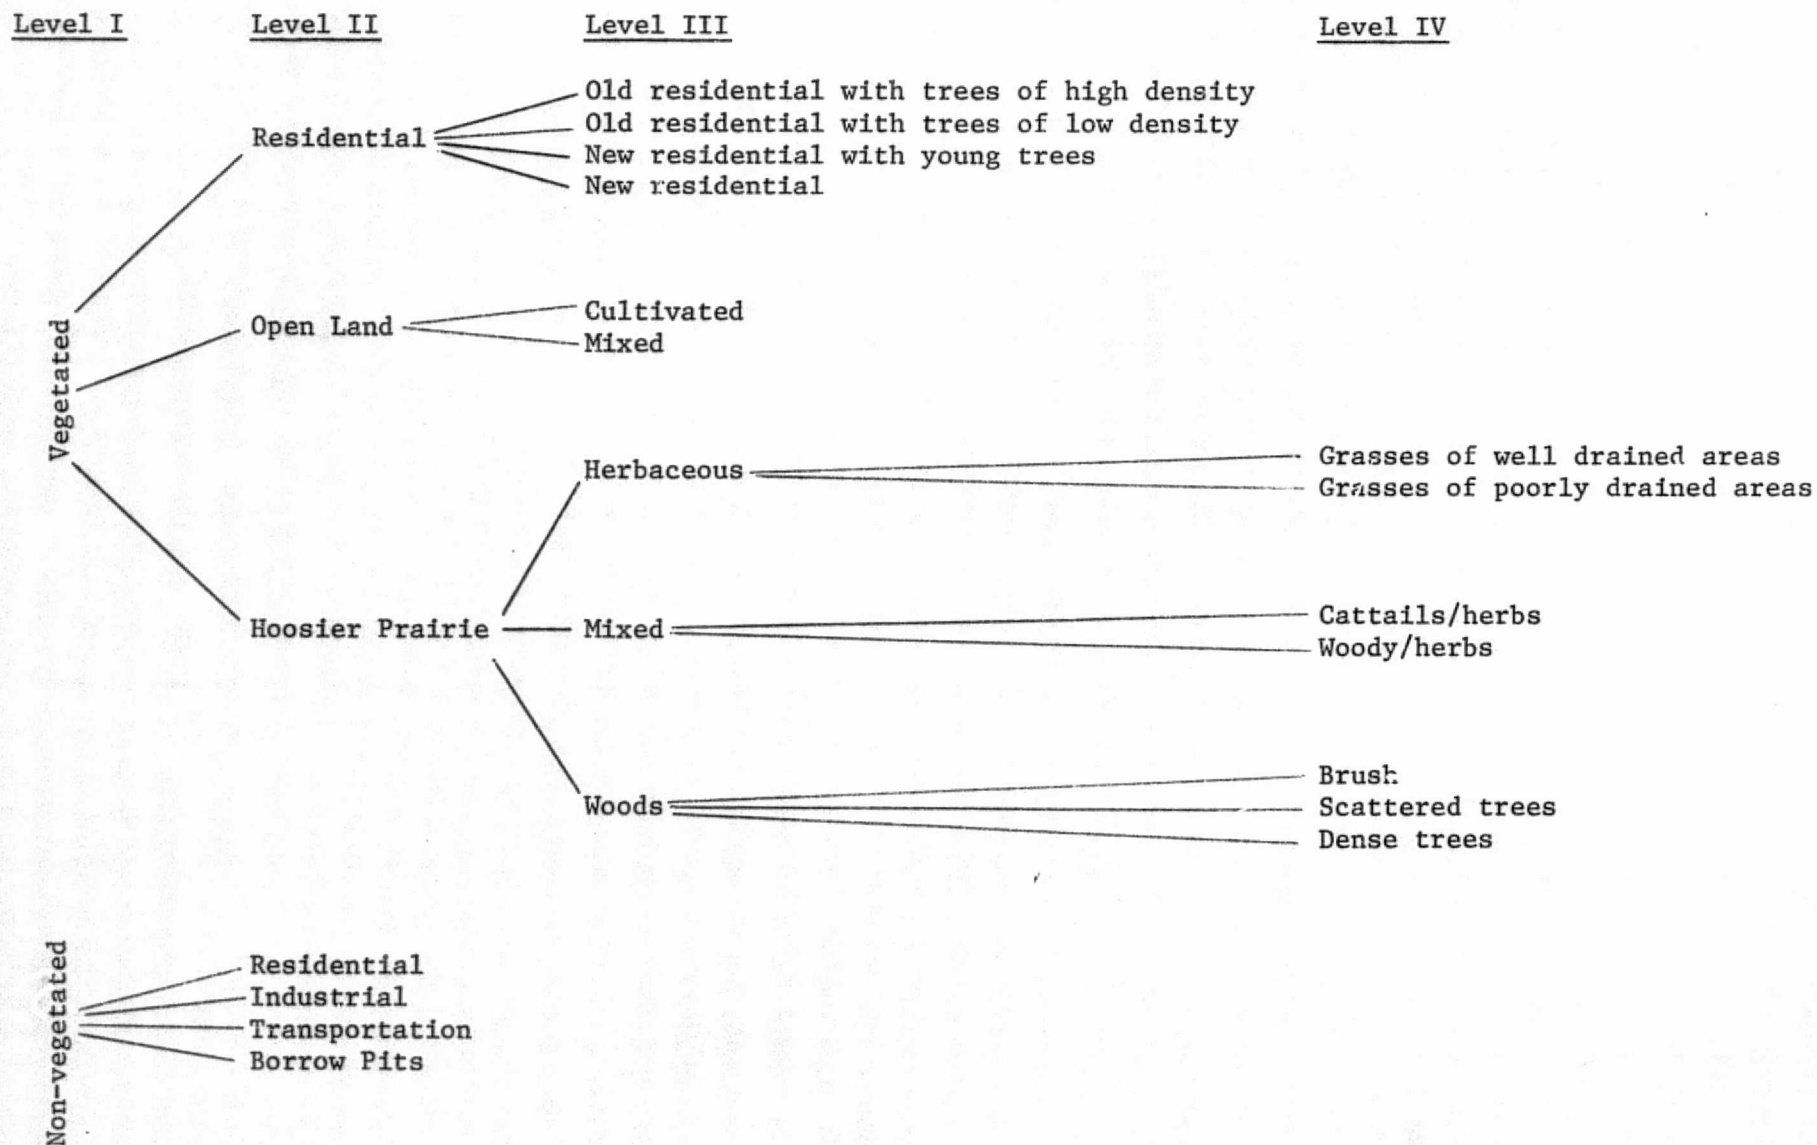 Level I Level II Level III Level IV
Old residential with trees of high density
Residential Old residential with trees of low density
New residential with young trees
New residential
Vegetated
Open Land Cultivated
Mixed
Herbaceous Grasses of well drained areas
Grasses of poorly drained areas
Hoosier Prairie Mixed Cattails/herbs
Woody/herbs
Brush
Woods Scattered trees
Dense trees
Non-vegetated
Residential
Industrial
Transportation
Borrow Pits